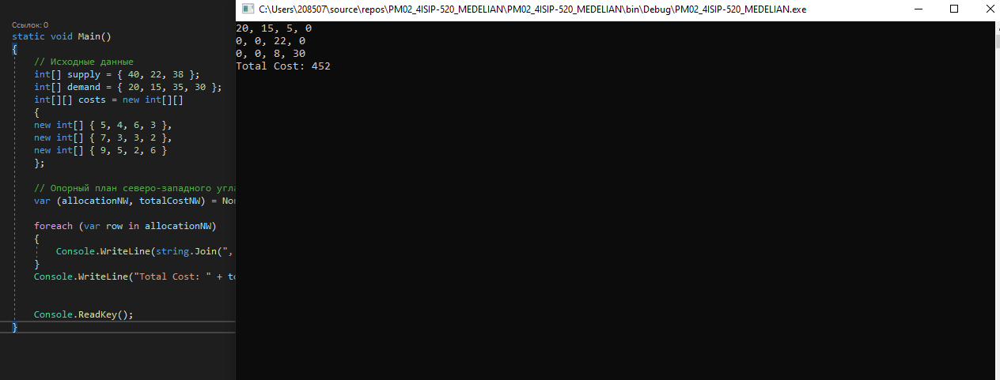 C:\Users\208507\source\repos\PM02_4ISIP-520_MEDELIAN\PM02_4ISIP-520_MEDELIAN\bin\Debug\PM02_4ISIP-520_MEDELIAN.exe
Ссылок: 0
static void Main()
{
// Исходные данные
int[] supply = { 40, 22, 38 };
int[] demand = { 20, 15, 35, 30 };
int[][] costs = new int[][]
{
new int[] { 5, 4, 6, 3 },
new int[] { 7, 3, 3, 2 },
new int[] { 9, 5, 2, 6 }
};
// Опорный план северо-западного угла
var (allocationNW, totalCostNW) =
foreach (var row in allocationNW)
{
Console.WriteLine(string.Join(",
}
Console.WriteLine("Total Cost: " +
Console.ReadKey();
}
20, 15, 5, 0
0, 0, 22, 0
0, 0, 8, 30
Total Cost: 452